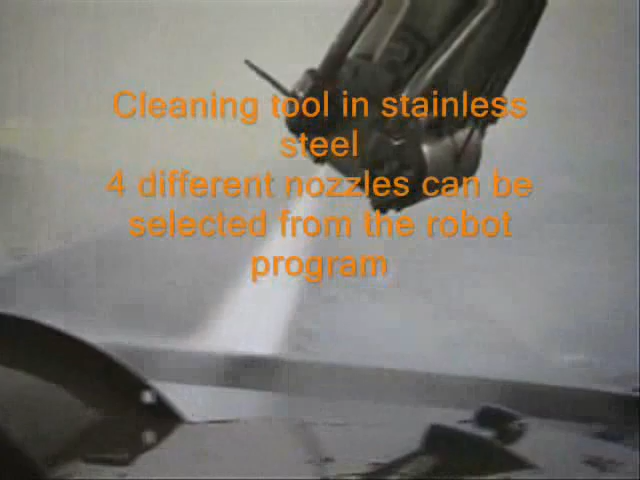 Cleaning tool in stainless
steel
4 different nozzles can be
selected from the robot
program